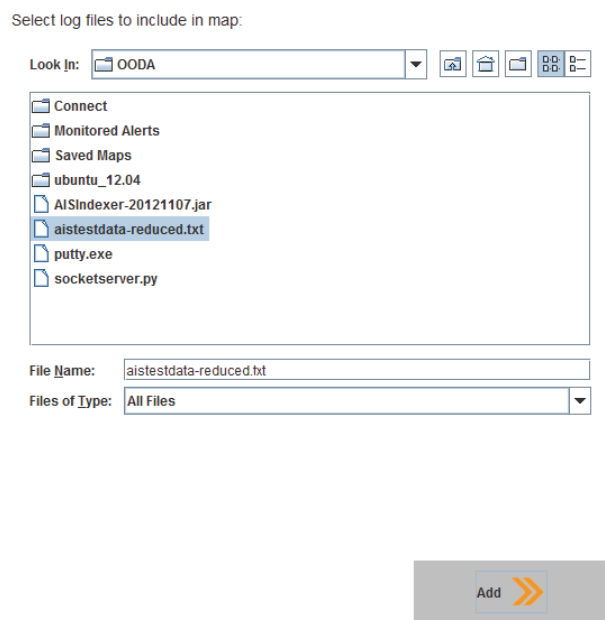 Select log files to include in map:
Look In: OODA
Connect
Monitored Alerts
Saved Maps
ubuntu_12.04
AISIndexer-20121107.jar
aistestdata-reduced.txt
putty.exe
socketserver.py
File Name: aistestdata-reduced.txt
Files of Type: All Files
Add